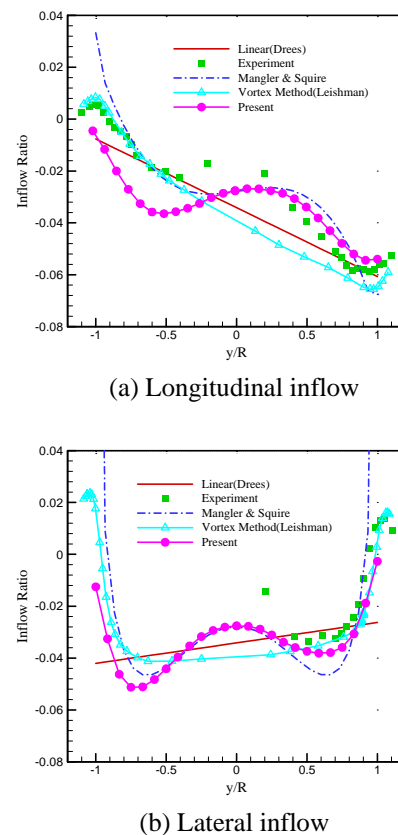 0.04
0.02
0
-0.02
-0.04
-0.06
-0.08
Inflow Ratio
Linear(Drees)
Experiment
Mangler & Squire
Vortex Method(Leishman)
Present
-1
-0.5
0
0.5
1
y/R
(a) Longitudinal inflow
0.04
0.02
0
-0.02
-0.04
-0.06
-0.08
Inflow Ratio
Linear(Drees)
Experiment
Mangler & Squire
Vortex Method(Leishman)
Present
-1
-0.5
0
0.5
1
y/R
(b) Lateral inflow